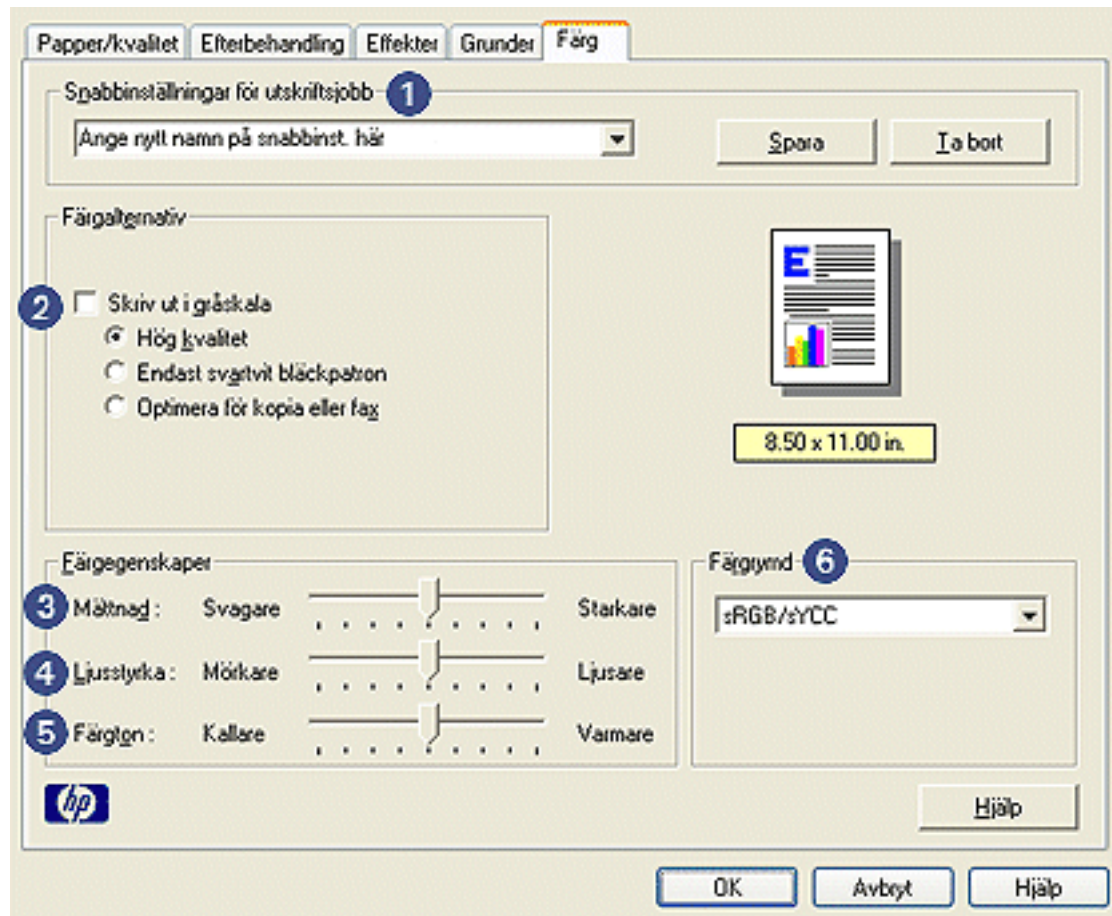 Papper/kvalitet Efterbehandling Effekter Grunder Färg
Snabbinställningar för utskriftsjobb 1
Ange nytt namn på snabbinst. här Spara Ta bort
Färgalternativ
E
2 Skriv ut i gråskala
Hög kvalitet
Endast svartvit bläckpatron
Optimera för kopia eller fax
8.50 x 11.00 in.
Färgegenskaper
3 Mättnad : Svagare Starkare
4 Ljusstyrka : Mörkare Ljusare
5 Färgton : Kallare Varmare
Färgrymd 6
sRGB/sYCC
hp
Hjälp
OK Avbryt Hjälp